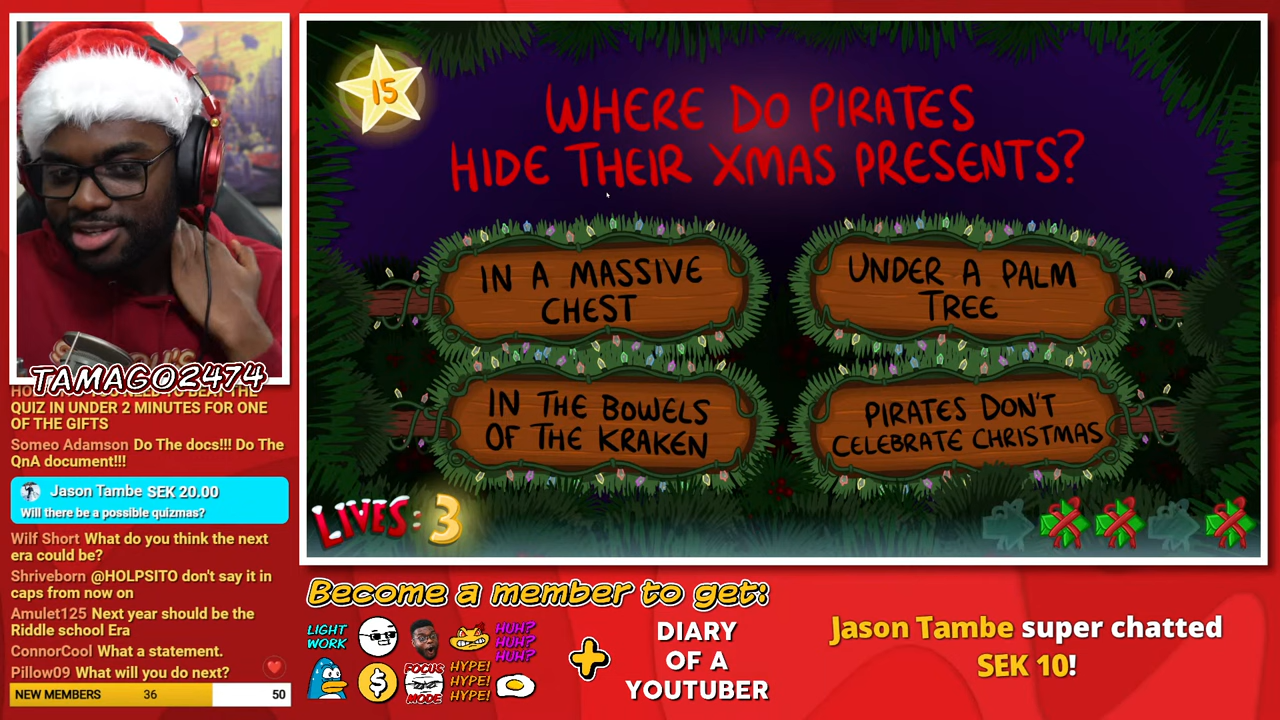 15
WHERE DO PIRATES
HIDE THEIR XMAS PRESENTS?
IN A MASSIVE
CHEST
UNDER A PALM
TREE
IN THE BOWELS
OF THE KRAKEN
PIRATES DON'T
CELEBRATE CHRISTMAS
LIVES: 3
TAMAGO2474
QUIZ IN UNDER 2 MINUTES FOR ONE
OF THE GIFTS
Someo Adamson Do The docs!!! Do The
QnA document!!!
Jason Tambe SEK 20.00
Will there be a possible quizmas?
Wilf Short What do you think the next
era could be?
Shriveborn @HOLPSITO don't say it in
caps from now on
Amulet125 Next year should be the
Riddle school Era
ConnorCool What a statement.
Pillow09 What will you do next?
NEW MEMBERS 36 50
Become a member to get:
LIGHT
WORK
HUH?
HUH?
HUH?
FOCUS
MODE
HYPE!
HYPE!
HYPE!
+
DIARY
OF A
YOUTUBER
Jason Tambe super chatted
SEK 10!